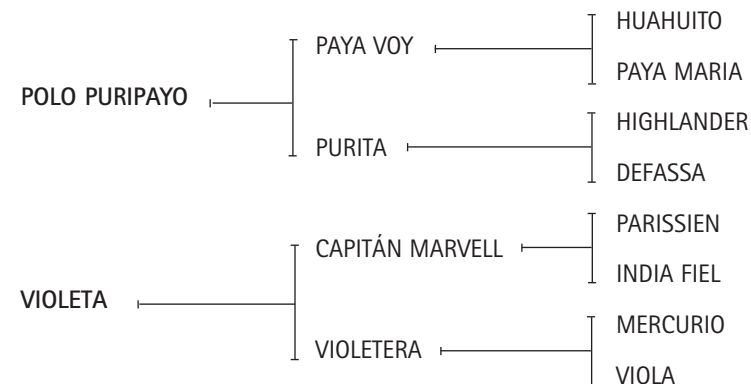 HUAHUITO
PAYA VOY
PAYA MARIA
POLO PURIPAYO
HIGHLANDER
PURITA
DEFASSA
PARISSIEN
CAPITÁN MARVELL
INDIA FIEL
VIOLETA
MERCURIO
VIOLETERA
VIOLA